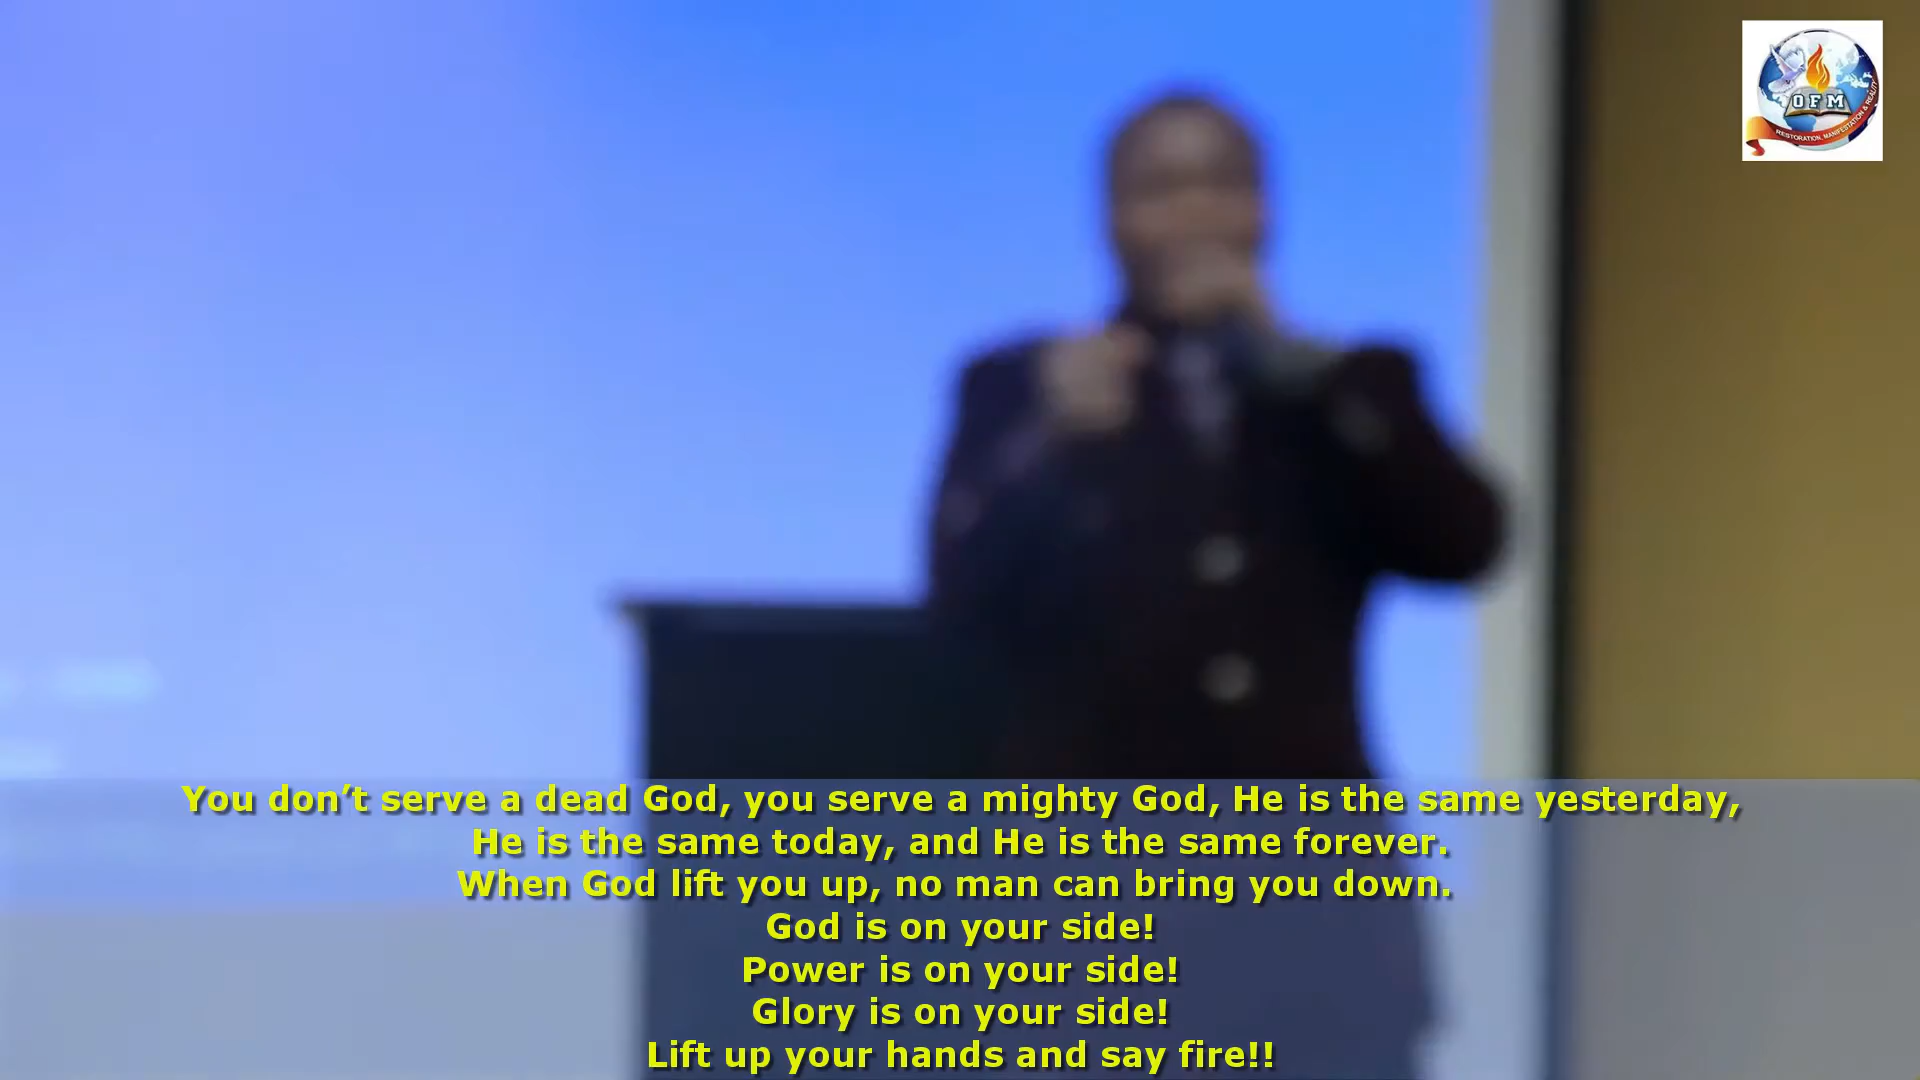 OFM
RESTORATION, MANIFESTATION & REALITY
You don’t serve a dead God, you serve a mighty God, He is the same yesterday,
He is the same today, and He is the same forever.
When God lift you up, no man can bring you down.
God is on your side!
Power is on your side!
Glory is on your side!
Lift up your hands and say fire!!